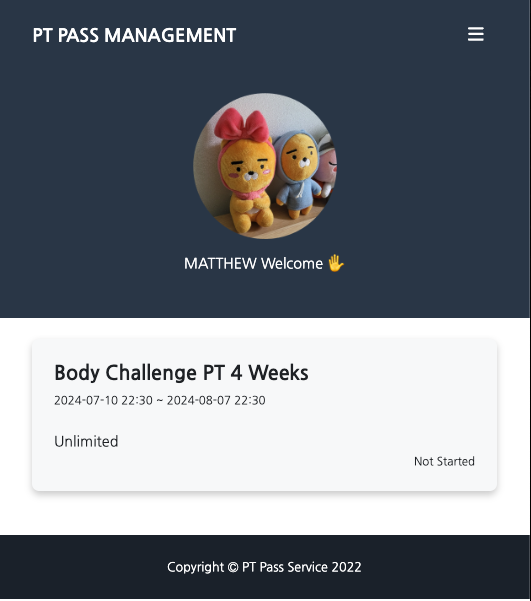 PT PASS MANAGEMENT
MATTHEW Welcome 🖐
Body Challenge PT 4 Weeks
2024-07-10 22:30 ~ 2024-08-07 22:30
Unlimited
Not Started
Copyright © PT Pass Service 2022